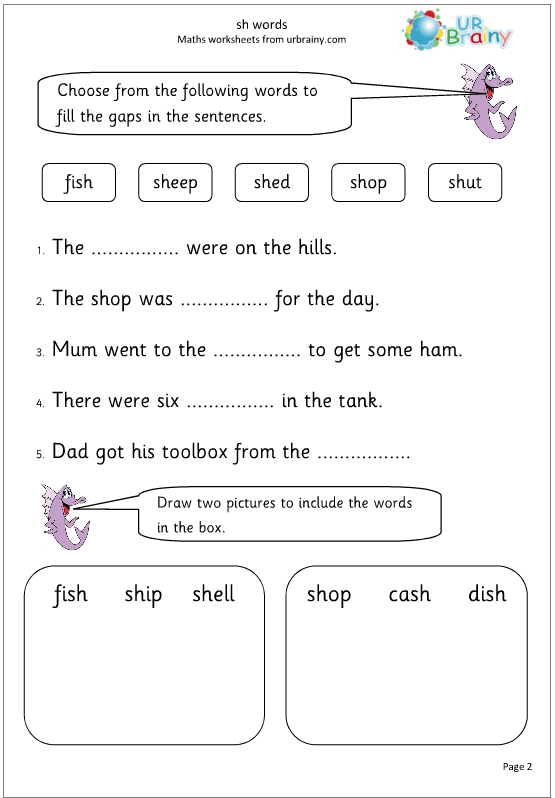 sh words
Maths worksheets from urbrainy.com
UR
Brainy
Choose from the following words to
fill the gaps in the sentences.
fish sheep shed shop shut
1. The ................ were on the hills.
2. The shop was ................ for the day.
3. Mum went to the ................ to get some ham.
4. There were six ................ in the tank.
5. Dad got his toolbox from the .................
Draw two pictures to include the words
in the box.
fish ship shell
shop cash dish
Page 2